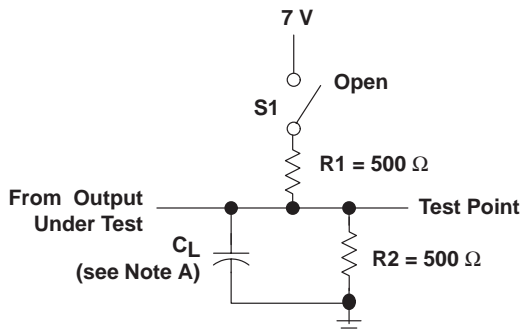 7 V
Open
S1
R1 = 500 Ω
From Output
Under Test
Test Point
CL
(see Note A)
R2 = 500 Ω